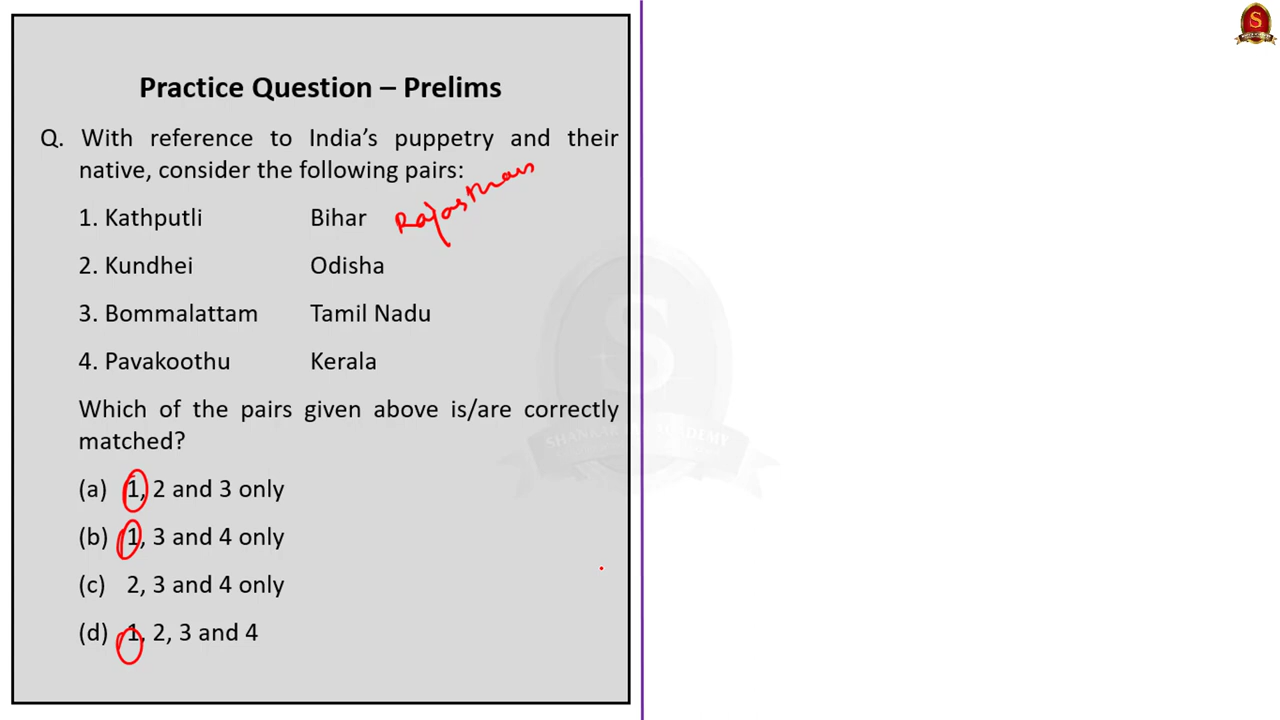 S
Practice Question – Prelims
Q. With reference to India's puppetry and their
native, consider the following pairs:
1. Kathputli Bihar Rajasthan
2. Kundhei Odisha
3. Bommalattam Tamil Nadu
4. Pavakoothu Kerala
Which of the pairs given above is/are correctly
matched?
(a) 1, 2 and 3 only
(b) 1, 3 and 4 only
(c) 2, 3 and 4 only
(d) 1, 2, 3 and 4
S